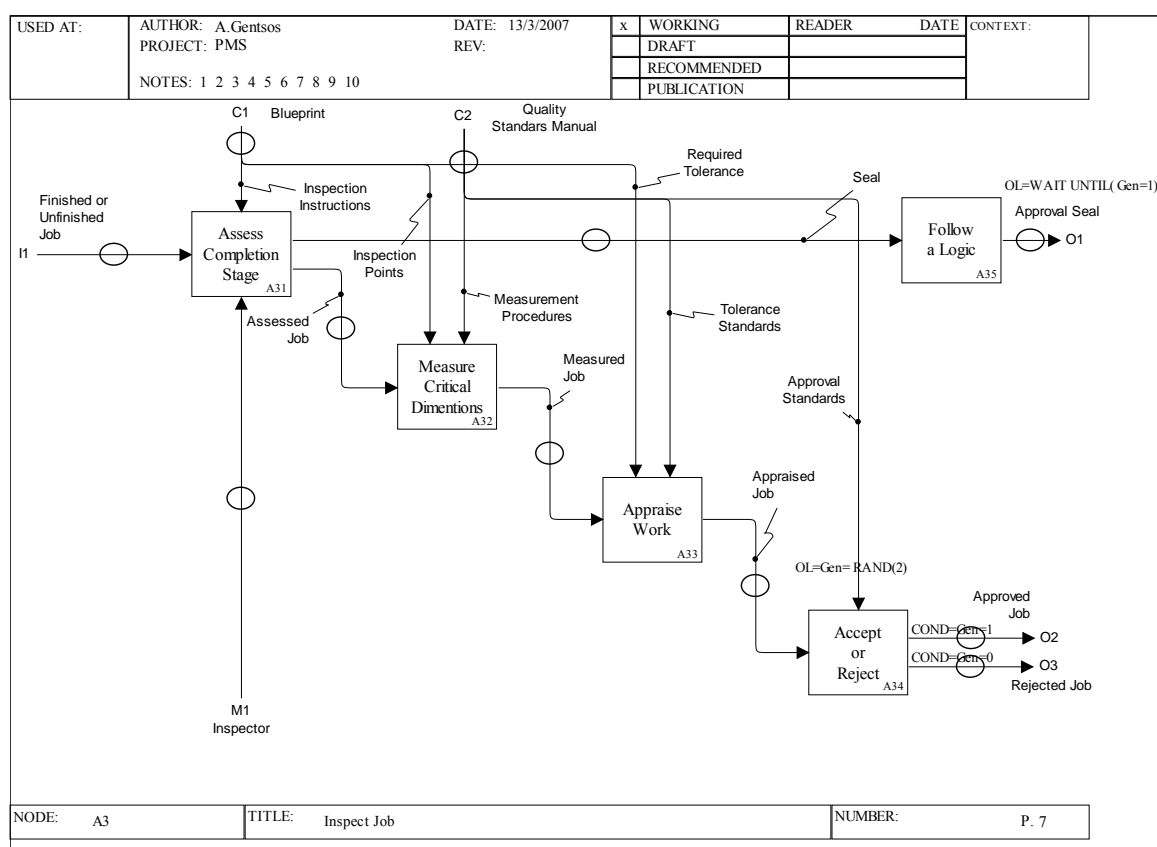 USED AT:
AUTHOR: A.Gentsos
DATE: 13/3/2007
PROJECT: PMS
REV:
NOTES: 1 2 3 4 5 6 7 8 9 10
x WORKING
DRAFT
RECOMMENDED
PUBLICATION
READER DATE
CONTEXT:
C1 Blueprint
C2
Quality
Standars Manual
Required
Tolerance
Seal
OL=WAIT UNTIL( Gen=1)
Approval Seal
O1
Inspection
Instructions
Finished or
Unfinished
Job
I1
Assess
Completion
Stage
A31
Inspection
Points
Follow
a Logic
A35
Assessed
Job
Measurement
Procedures
Tolerance
Standards
Measure
Critical
Dimentions
A32
Measured
Job
Approval
Standards
Appraise
Work
A33
Appraised
Job
OL=Gen=RAND(2)
Accept
or
Reject
A34
Approved
Job
COND=Gen=1
O2
COND=Gen=0
O3
Rejected Job
M1
Inspector
NODE: A3
TITLE: Inspect Job
NUMBER: P. 7